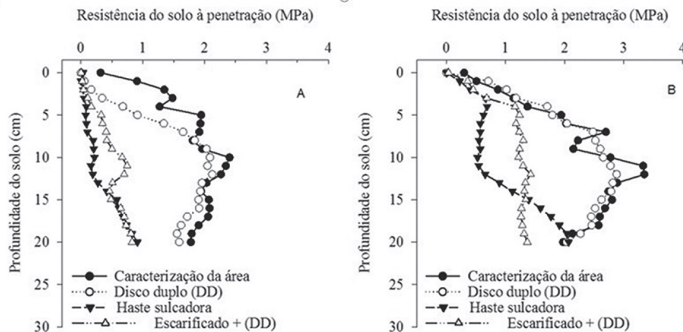 Resistência do solo à penetração (MPa)
0 1 2 3 4
Profundidade do solo (cm)
0
5
10
15
20
25
30
A
Caracterização da área
Disco duplo (DD)
Haste sulcadora
Escarificado + (DD)
Resistência do solo à penetração (MPa)
0 1 2 3 4
Profundidade do solo (cm)
0
5
10
15
20
25
30
B
Caracterização da área
Disco duplo (DD)
Haste sulcadora
Escarificado + (DD)